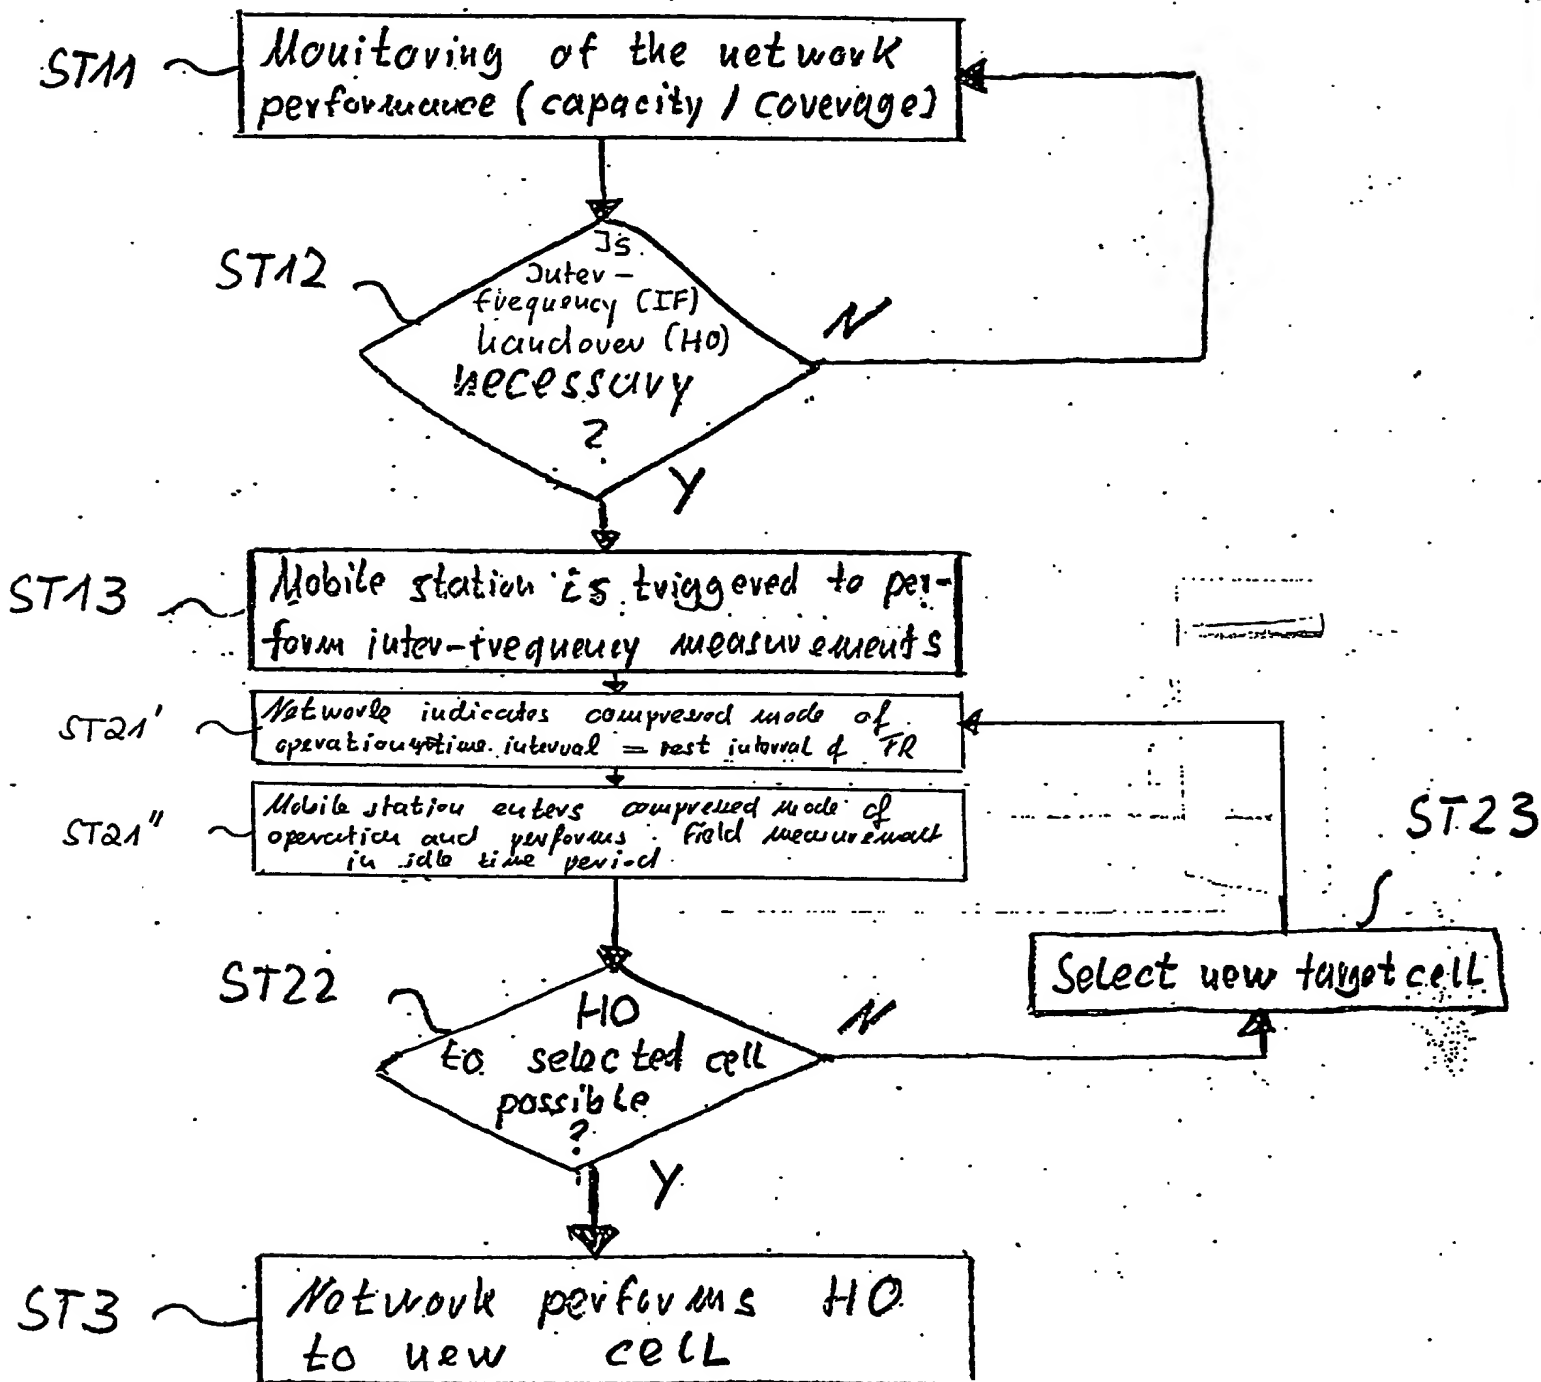 ST11
Monitoring of the network
performance (capacity / coverage)
ST12
Is
Inter-
frequency (IF)
handover (HO)
necessary
?
N
Y
ST13
Mobile station is triggered to per-
form inter-frequency measurements
ST21'
Network indicates compressed mode of
operation time interval = rest interval of FR
ST21"
Mobile station enters compressed mode of
operation and performs field measurement
in idle time period
ST23
Select new target cell
ST22
HO
to selected cell
possible
?
N
Y
ST3
Network performs HO
to new cell